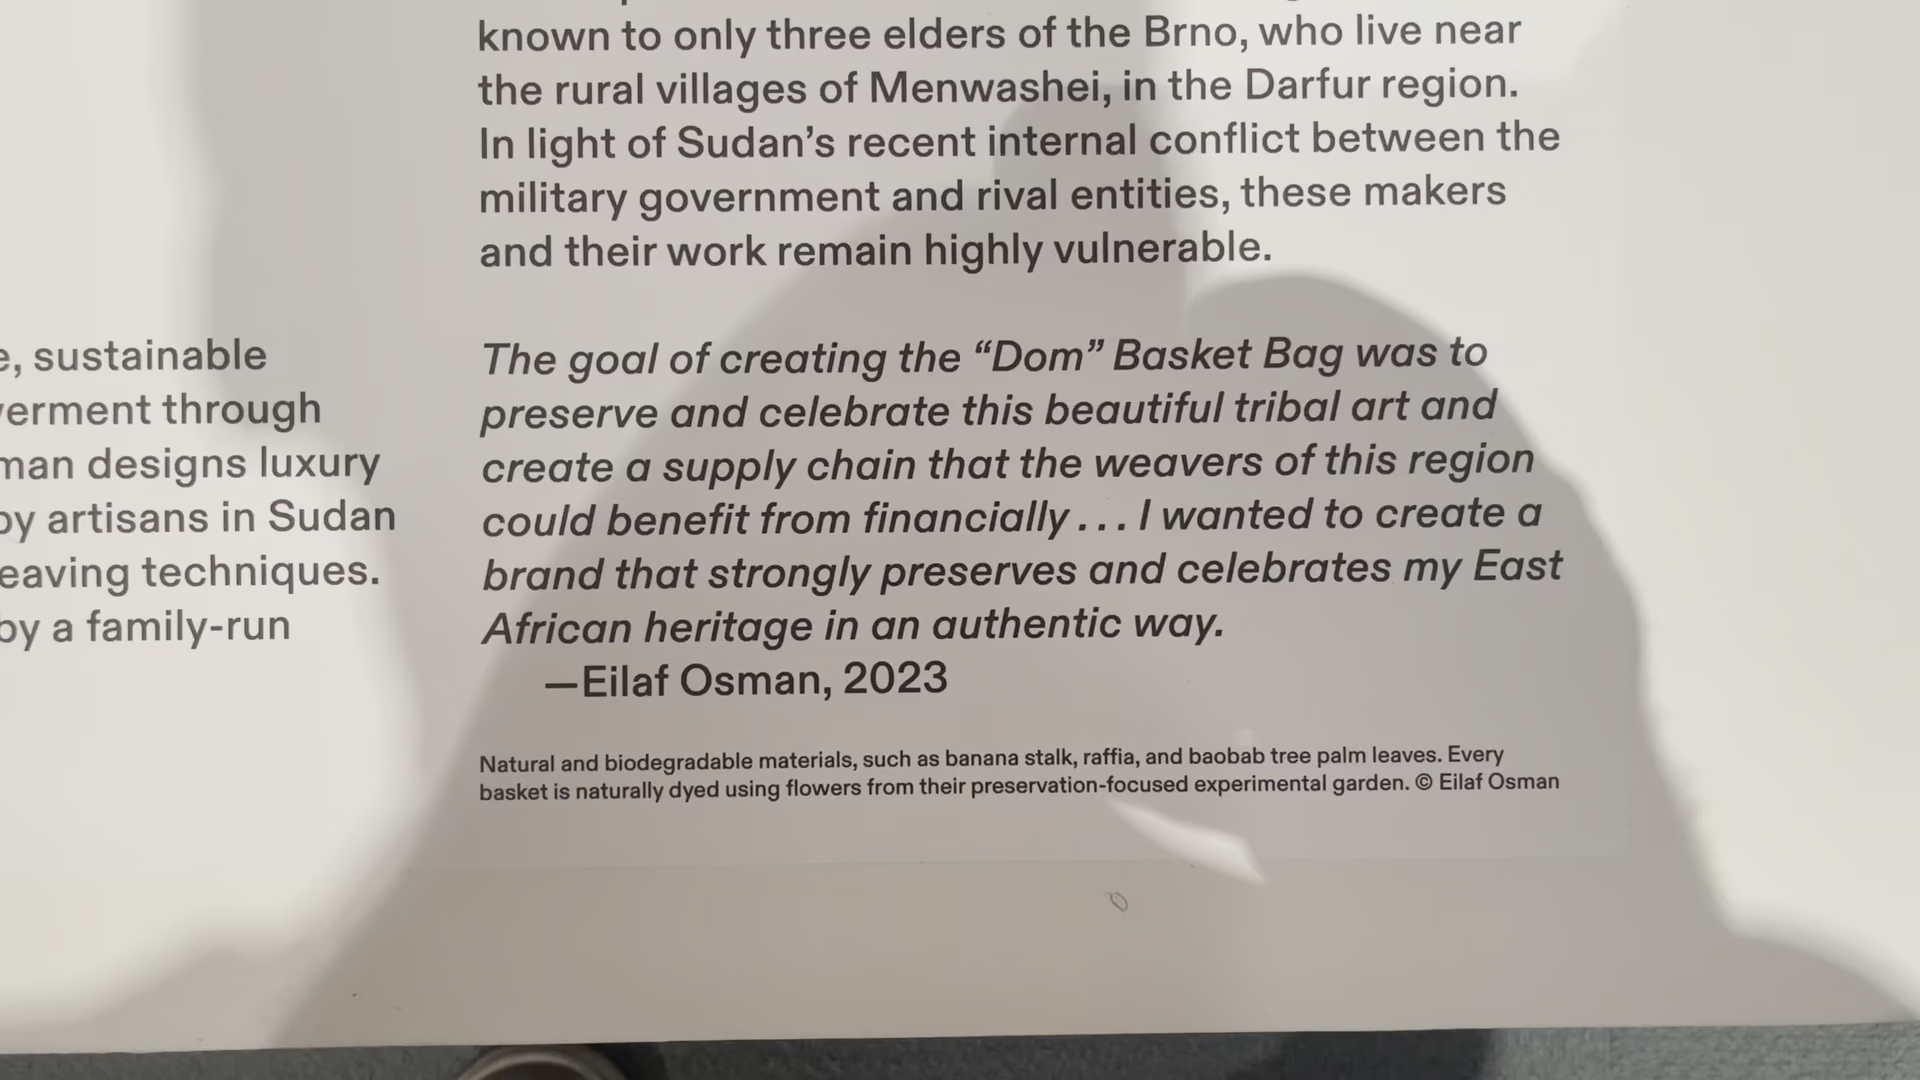 sustainable
through
designs luxury
artisans in Sudan
techniques.
by a family-run
known to only three elders of the Brno, who live near
the rural villages of Menwashei, in the Darfur region.
In light of Sudan’s recent internal conflict between the
military government and rival entities, these makers
and their work remain highly vulnerable.
The goal of creating the “Dom” Basket Bag was to
preserve and celebrate this beautiful tribal art and
create a supply chain that the weavers of this region
could benefit from financially . . . I wanted to create a
brand that strongly preserves and celebrates my East
African heritage in an authentic way.
—Eilaf Osman, 2023
Natural and biodegradable materials, such as banana stalk, raffia, and baobab tree palm leaves. Every
basket is naturally dyed using flowers from their preservation-focused experimental garden. © Eilaf Osman